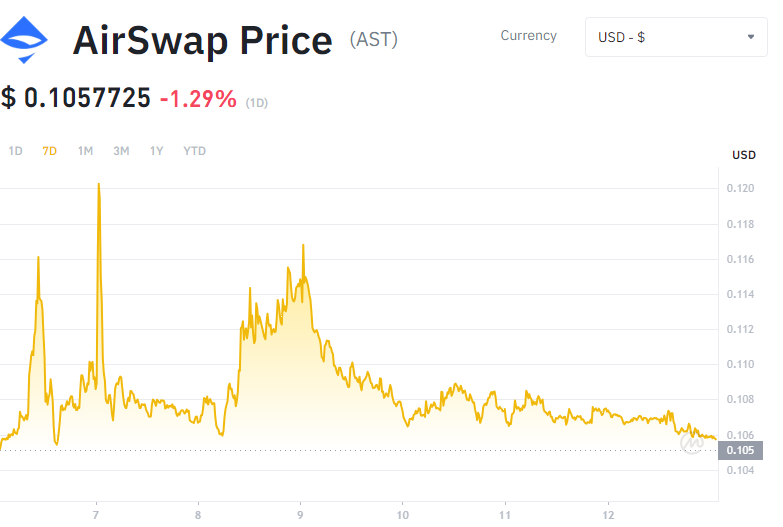 AirSwap Price (AST)
Currency
USD - $
$ 0.1057725 -1.29% (1D)
1D 7D 1M 3M 1Y YTD
USD
0.120
0.118
0.116
0.114
0.112
0.110
0.108
0.106
0.105
0.104
7 8 9 10 11 12